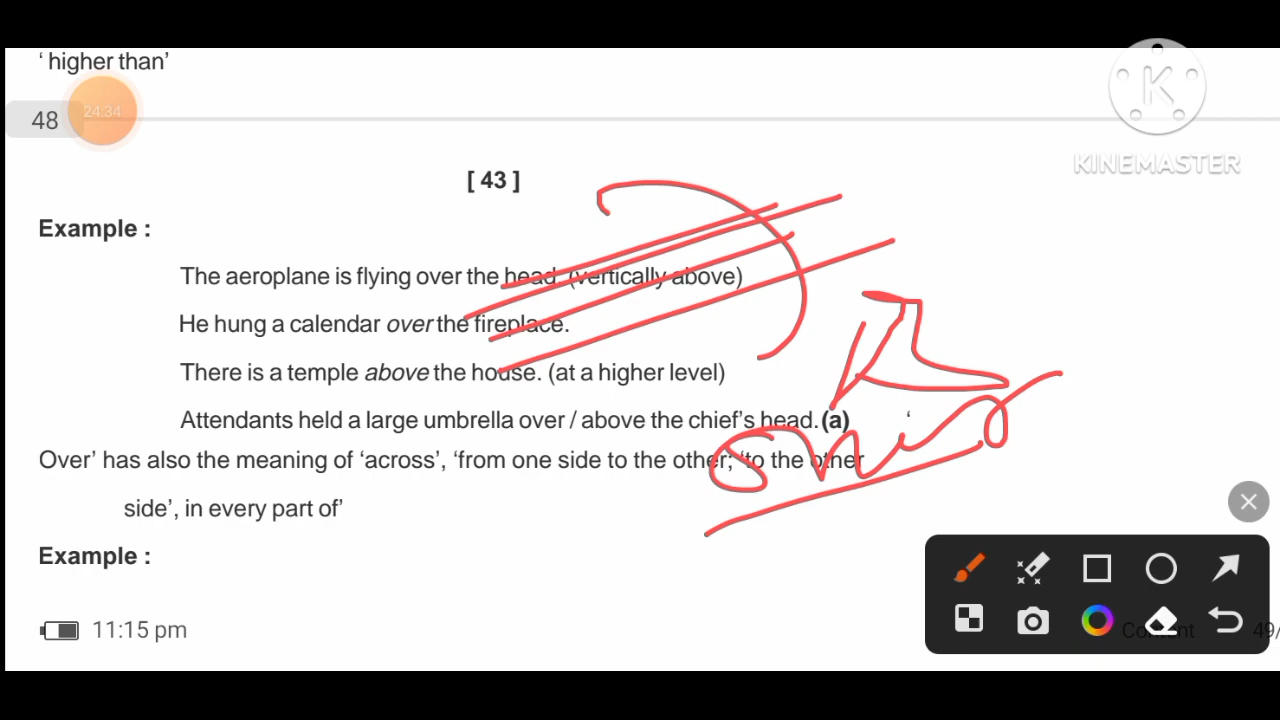 ‘ higher than’
48
24:34
KINEMASTER
[ 43 ]
Example :
The aeroplane is flying over the head. (vertically above)
He hung a calendar over the fireplace.
There is a temple above the house. (at a higher level)
Attendants held a large umbrella over / above the chief’s head. (a) ‘
Over’ has also the meaning of ‘across’, ‘from one side to the other; ‘to the other
side’, in every part of’
Example :
11:15 pm
Content
49/